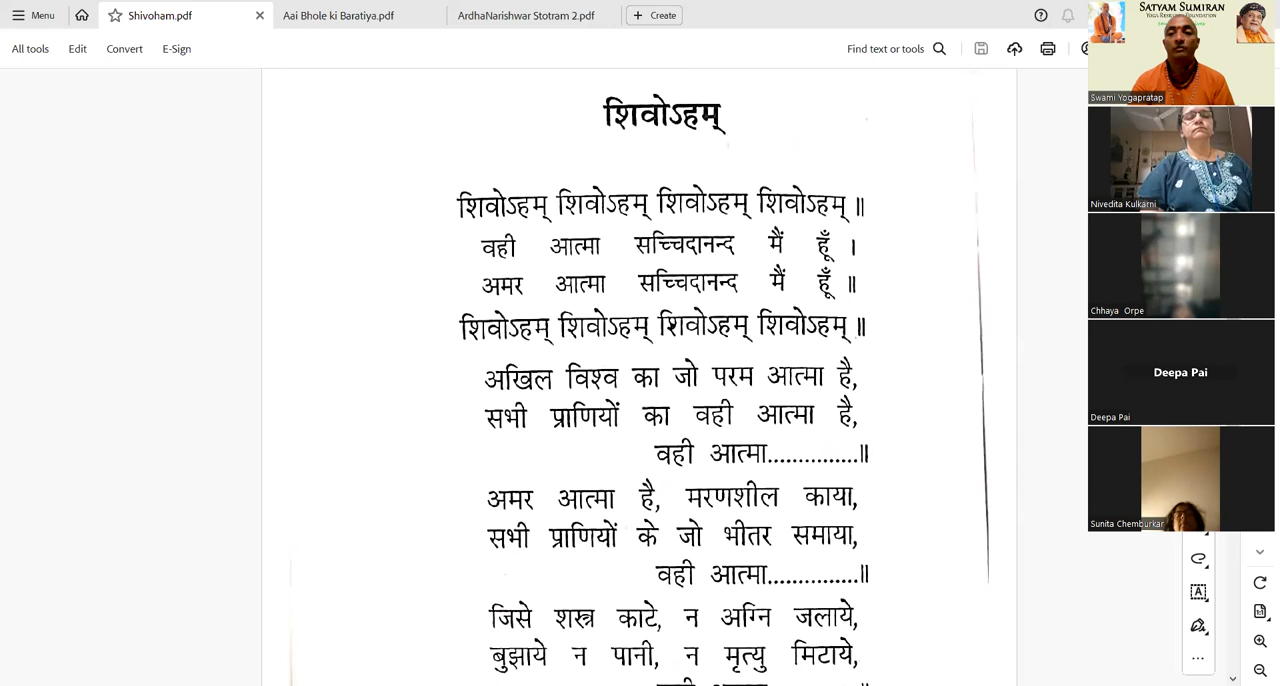 Menu
Shivoham.pdf
Aai Bhole ki Baratiya.pdf
ArdhaNarishwar Stotram 2.pdf
Create
All tools
Edit
Convert
E-Sign
Find text or tools
शिवोऽहम्
शिवोऽहम् शिवोऽहम् शिवोऽहम् शिवोऽहम् ॥
वही आत्मा सच्चिदानन्द मैं हूँ ।
अमर आत्मा सच्चिदानन्द मैं हूँ ॥
शिवोऽहम् शिवोऽहम् शिवोऽहम् शिवोऽहम् ॥
अखिल विश्व का जो परम आत्मा है,
सभी प्राणियों का वही आत्मा है,
वही आत्मा...............॥
अमर आत्मा है, मरणशील काया,
सभी प्राणियों के जो भीतर समाया,
वही आत्मा...............॥
जिसे शस्त्र काटे, न अग्नि जलाये,
बुझाये न पानी, न मृत्यु मिटाये,
SATYAM SUMIRAN
YOGA RESEARCH FOUNDATION
Swami Yogapratap
Nivedita Kulkarni
Chhaya Orpe
Deepa Pai
Deepa Pai
Sunita Chemburkar